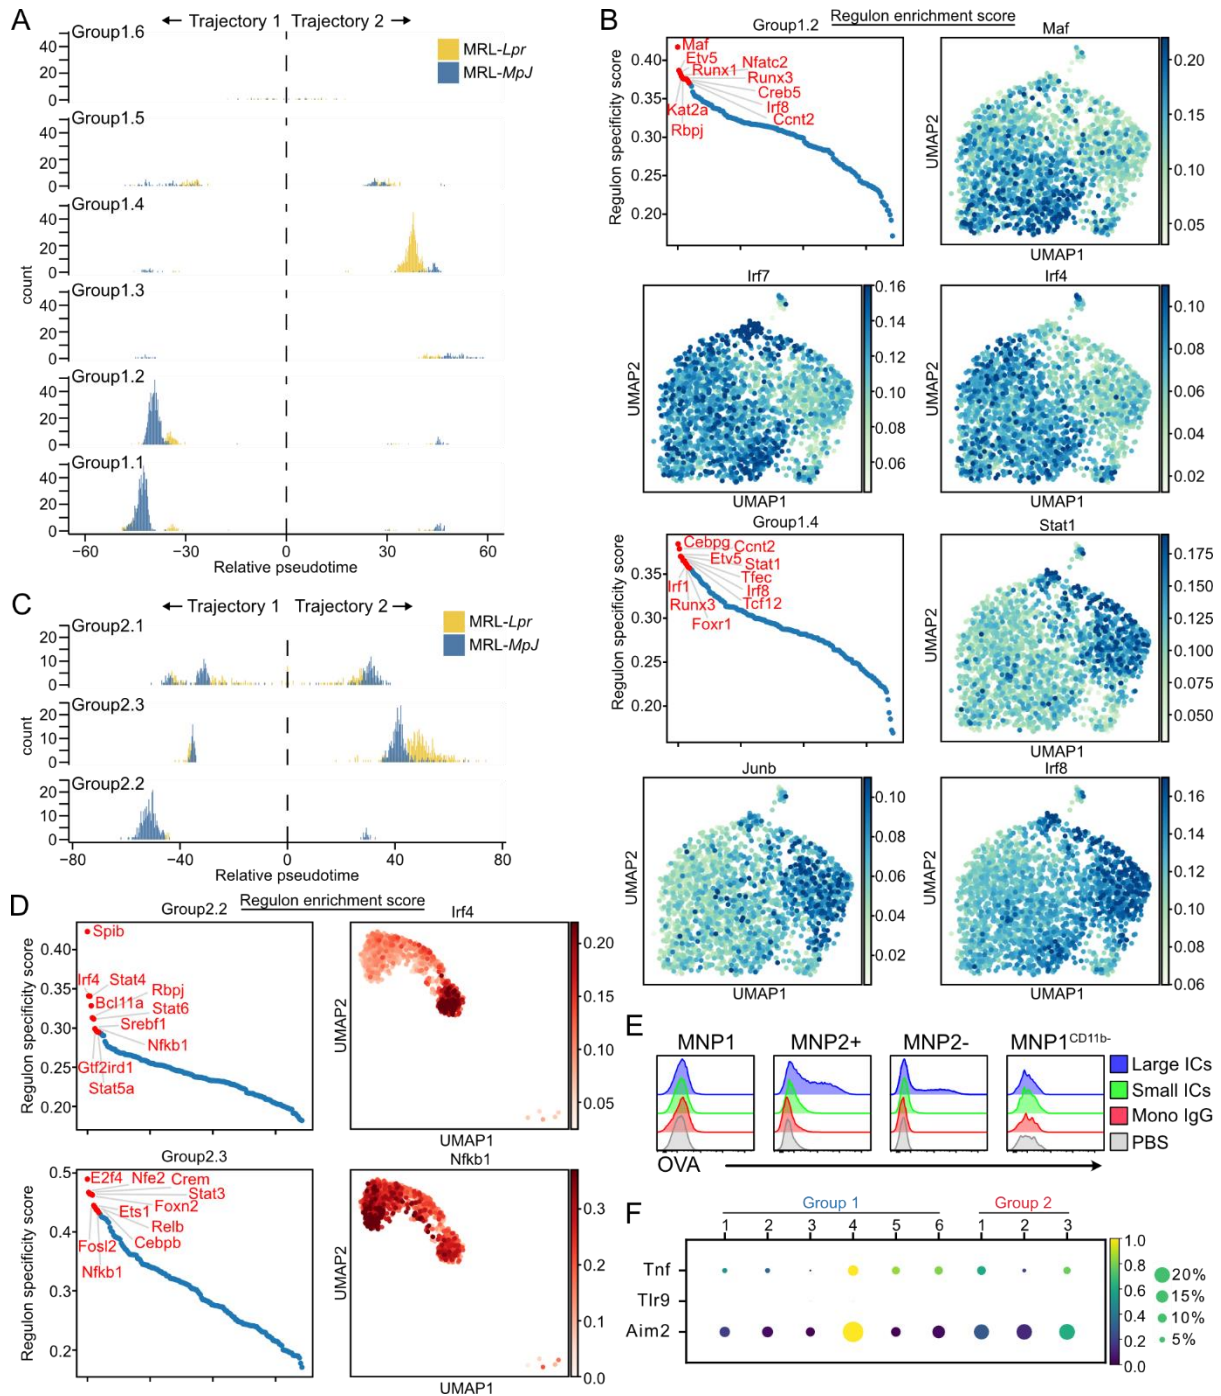 A
← Trajectory 1
Trajectory 2 →
MRL-Lpr
MRL-MpJ
Group1.6
40
20
0
Group1.5
40
20
0
Group1.4
40
20
0
count
Group1.3
40
20
0
Group1.2
40
20
0
Group1.1
40
20
0
−60
−30
0
30
60
Relative pseudotime
B
Regulon enrichment score
Group1.2
Regulon specificity score
0.40
0.35
0.30
0.25
0.20
Maf
Etv5
Runx1
Nfatc2
Runx3
Creb5
Irf8
Ccnt2
Kat2a
Rbpj
Maf
UMAP2
UMAP1
0.20
0.15
0.10
0.05
Irf7
UMAP2
UMAP1
0.16
0.14
0.12
0.10
0.08
0.06
Irf4
UMAP2
UMAP1
0.10
0.08
0.06
0.04
0.02
Group1.4
Regulon specificity score
0.35
0.30
0.25
0.20
Cebpg
Ccnt2
Etv5
Stat1
Tfec
Irf8
Tcf12
Irf1
Runx3
Foxr1
Stat1
UMAP2
UMAP1
0.175
0.150
0.125
0.100
0.075
0.050
Junb
UMAP2
UMAP1
0.10
0.08
0.06
0.04
0.02
Irf8
UMAP2
UMAP1
0.16
0.14
0.12
0.10
0.08
0.06
C
← Trajectory 1
Trajectory 2 →
MRL-Lpr
MRL-MpJ
Group2.1
20
15
10
5
0
count
Group2.3
20
15
10
5
0
Group2.2
20
15
10
5
0
−80
−40
0
40
80
Relative pseudotime
D
Regulon enrichment score
Group2.2
Regulon specificity score
0.40
0.35
0.30
0.25
0.20
Spib
Irf4
Stat4
Bcl11a
Rbpj
Stat6
Srebf1
Nfkb1
Gtf2ird1
Stat5a
Irf4
UMAP2
UMAP1
0.20
0.15
0.10
0.05
Group2.3
Regulon specificity score
0.5
0.4
0.3
0.2
E2f4
Nfe2
Crem
Stat3
Foxn2
Ets1
Relb
Cebpb
Fosl2
Nfkb1
Nfkb1
UMAP2
UMAP1
0.3
0.2
0.1
0.0
E
MNP1
MNP2+
MNP2-
MNP1CD11b-
Large ICs
Small ICs
Mono IgG
PBS
OVA
F
Group 1
Group 2
1 2 3 4 5 6 1 2 3
Tnf
Tlr9
Aim2
1.0
0.8
0.6
0.4
0.2
0.0
20%
15%
10%
5%